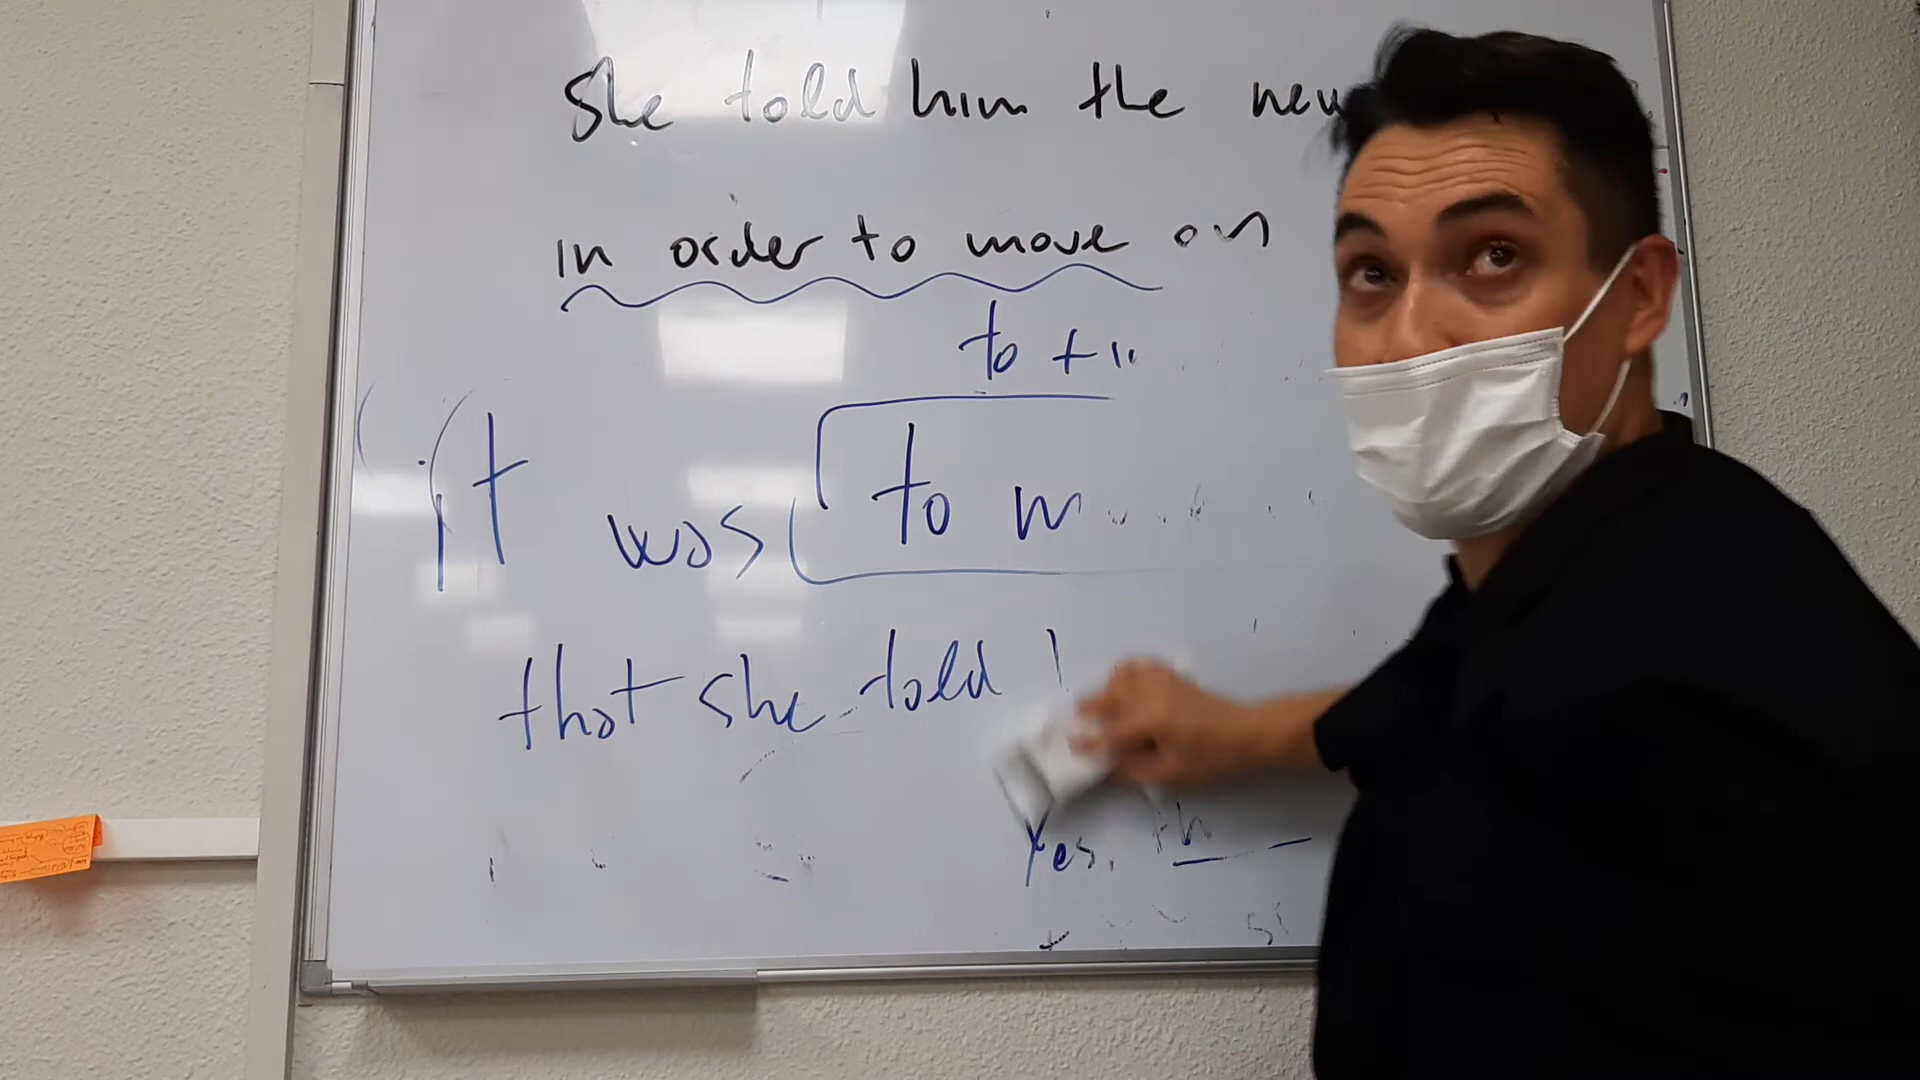 She told him the new
in order to move on
to +
it was to
that she told
Yes,